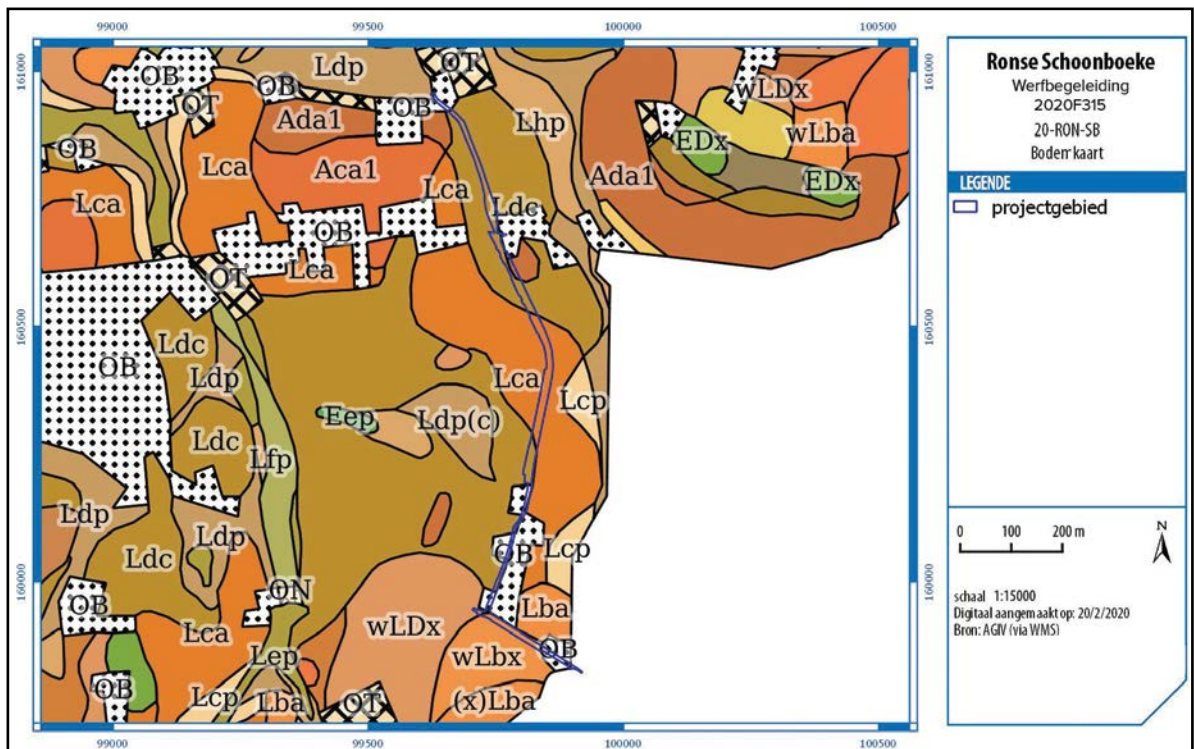 99000 99500 100000 100500
161000 161000
160500 160500
160000 160000
99000 99500 100000 100500
OB Ldp OT wLDx
OT OB OB
Ada1 Lhp EDx wLba
OB Lca Aca1 Lca Ada1 EDx
Lca Ldc
OB
OT Lca
Ldc
OB Ldp Lca Lcp
Eep Ldp(c)
Ldc Lfp
Ldp Ldp
Ldc OB Lcp
OB ON Lba
Lca wLDx
Lep wLbx OB
OB Lcp Lba OT (x)Lba
Ronse Schoonboeke
Werfbegeleiding
2020F315
20-RON-SB
Bodemkaart
LEGENDE
projectgebied
0 100 200 m
N
schaal 1:15000
Digitaal aangemaakt op: 20/2/2020
Bron: AGIV (via WMS)